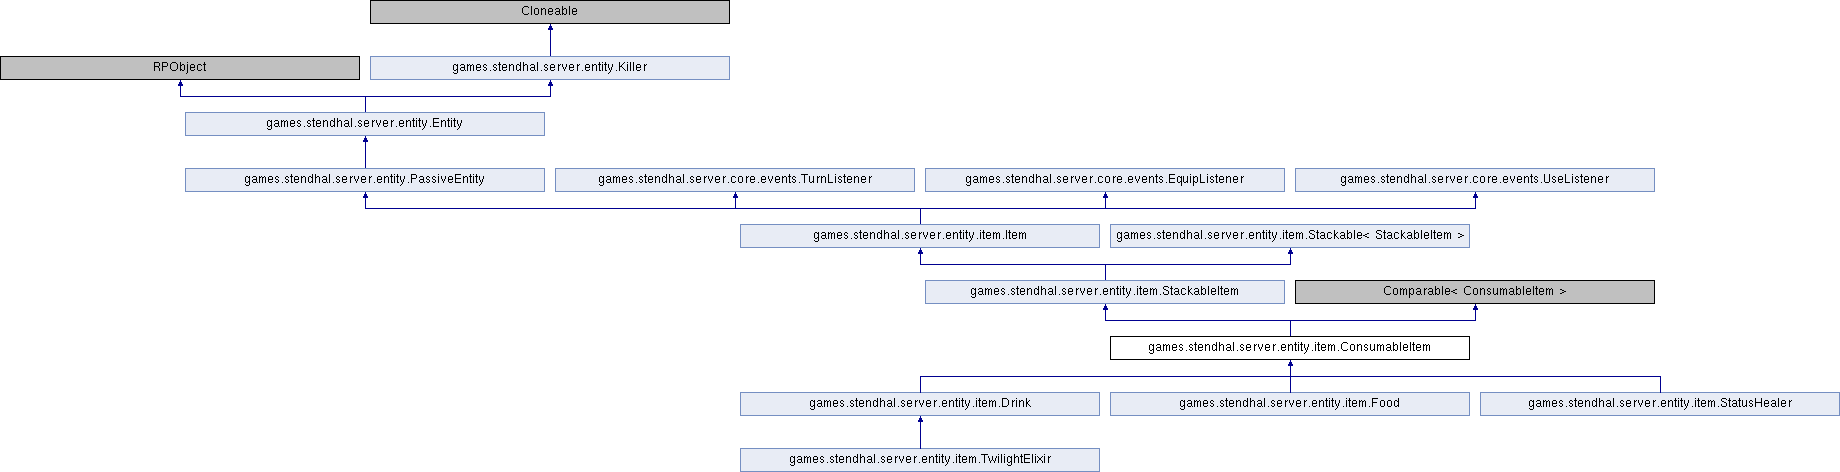 Cloneable
RPObject
games.stendhal.server.entity.Killer
games.stendhal.server.entity.Entity
games.stendhal.server.entity.PassiveEntity
games.stendhal.server.core.events.TurnListener
games.stendhal.server.core.events.EquipListener
games.stendhal.server.core.events.UseListener
games.stendhal.server.entity.item.Item
games.stendhal.server.entity.item.Stackable< StackableItem >
games.stendhal.server.entity.item.StackableItem
Comparable< ConsumableItem >
games.stendhal.server.entity.item.ConsumableItem
games.stendhal.server.entity.item.Drink
games.stendhal.server.entity.item.Food
games.stendhal.server.entity.item.StatusHealer
games.stendhal.server.entity.item.TwilightElixir